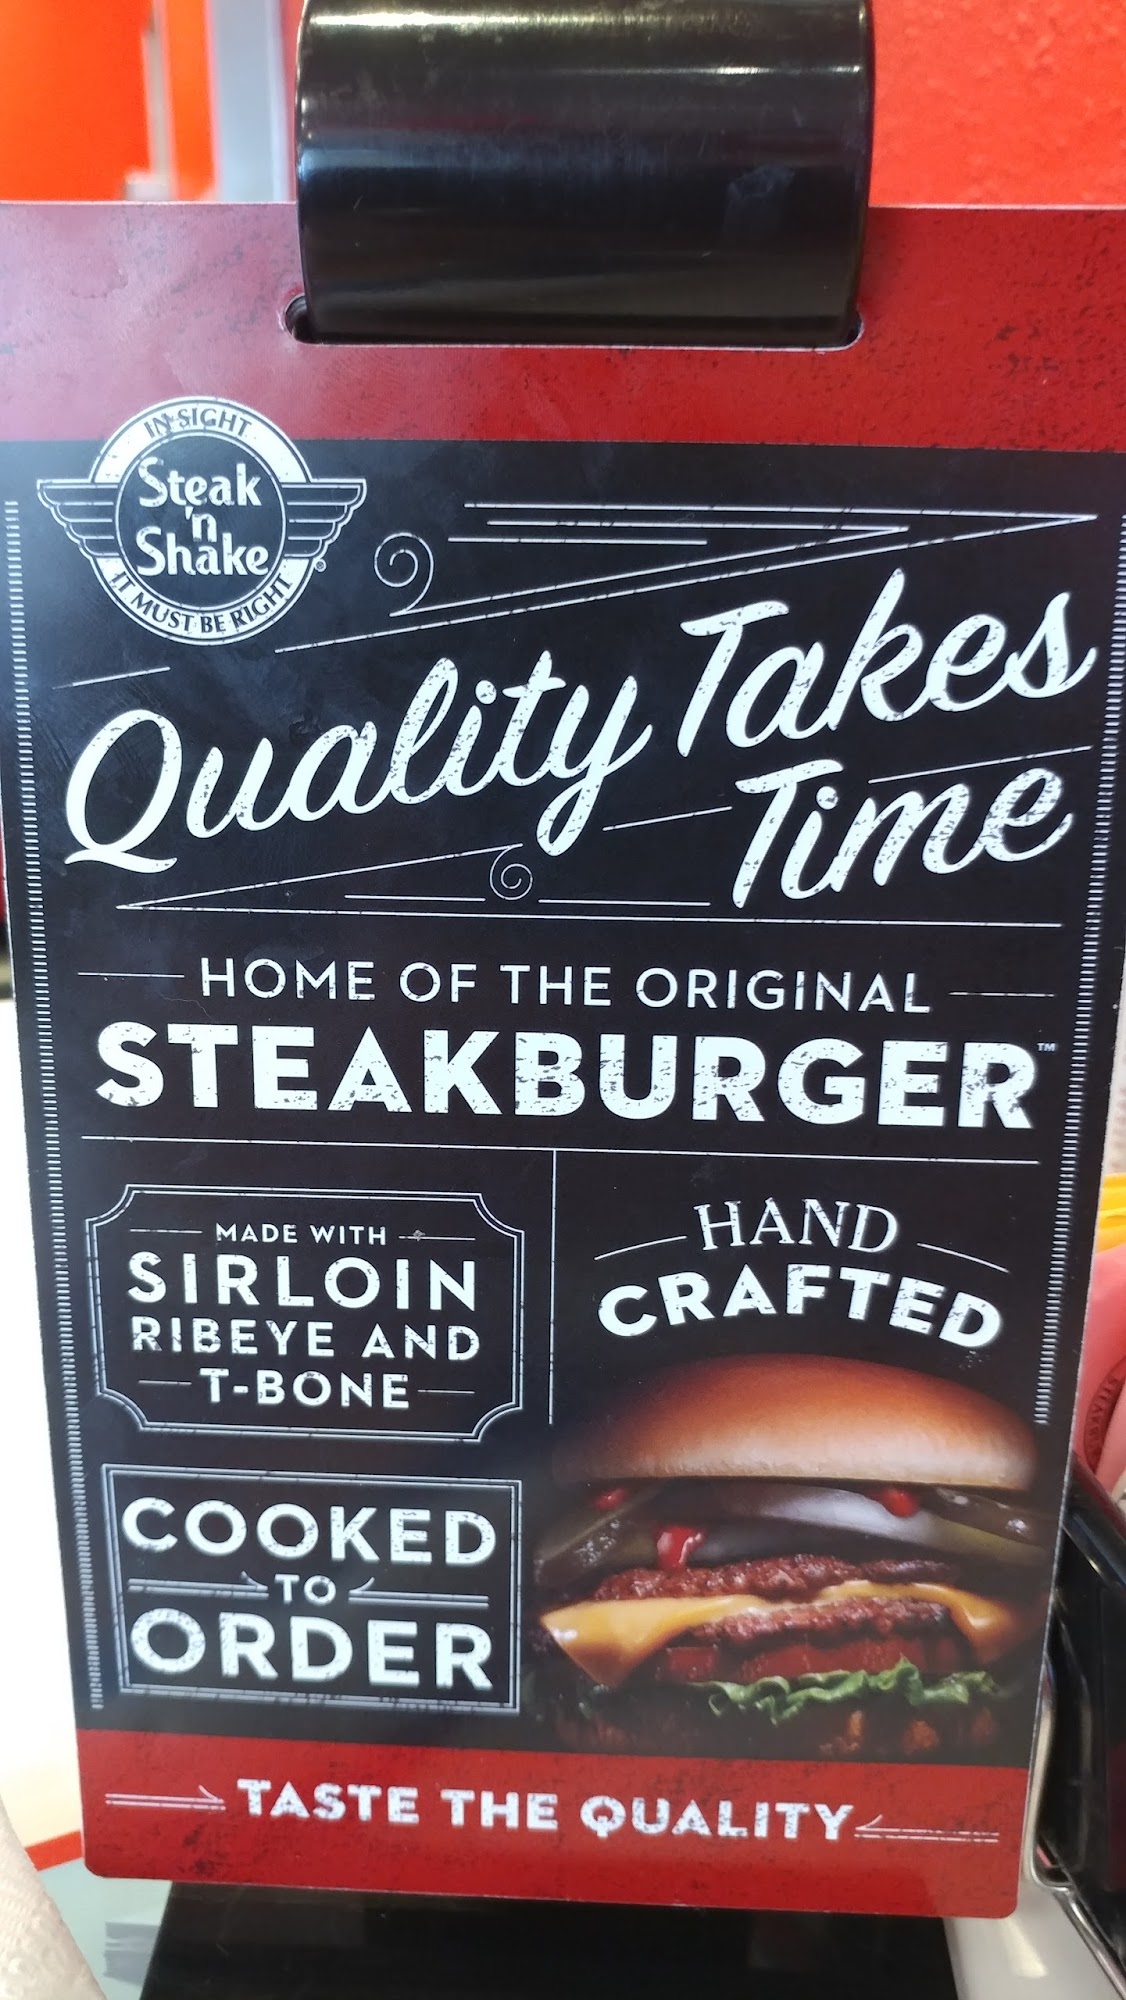 IN SIGHT
Steak
'n
Shake®
IT MUST BE RIGHT
Quality Takes
Time
HOME OF THE ORIGINAL
STEAKBURGER™
MADE WITH
SIRLOIN
RIBEYE AND
T-BONE
HAND
CRAFTED
COOKED
TO
ORDER
TASTE THE QUALITY